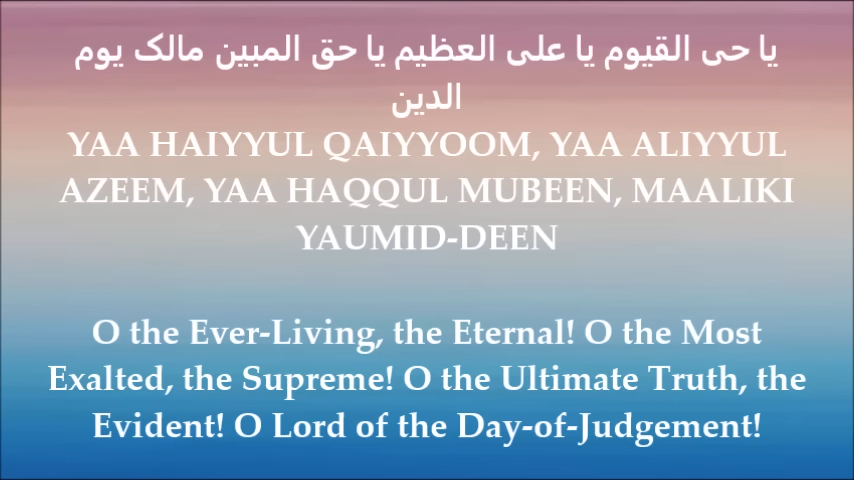 يا حى القيوم يا على العظيم يا حق المبين مالک يوم
الدين
YAA HAIYYUL QAIYYOOM, YAA ALIYYUL
AZEEM, YAA HAQQUL MUBEEN, MAALIKI
YAUMID-DEEN
O the Ever-Living, the Eternal! O the Most
Exalted, the Supreme! O the Ultimate Truth, the
Evident! O Lord of the Day-of-Judgement!